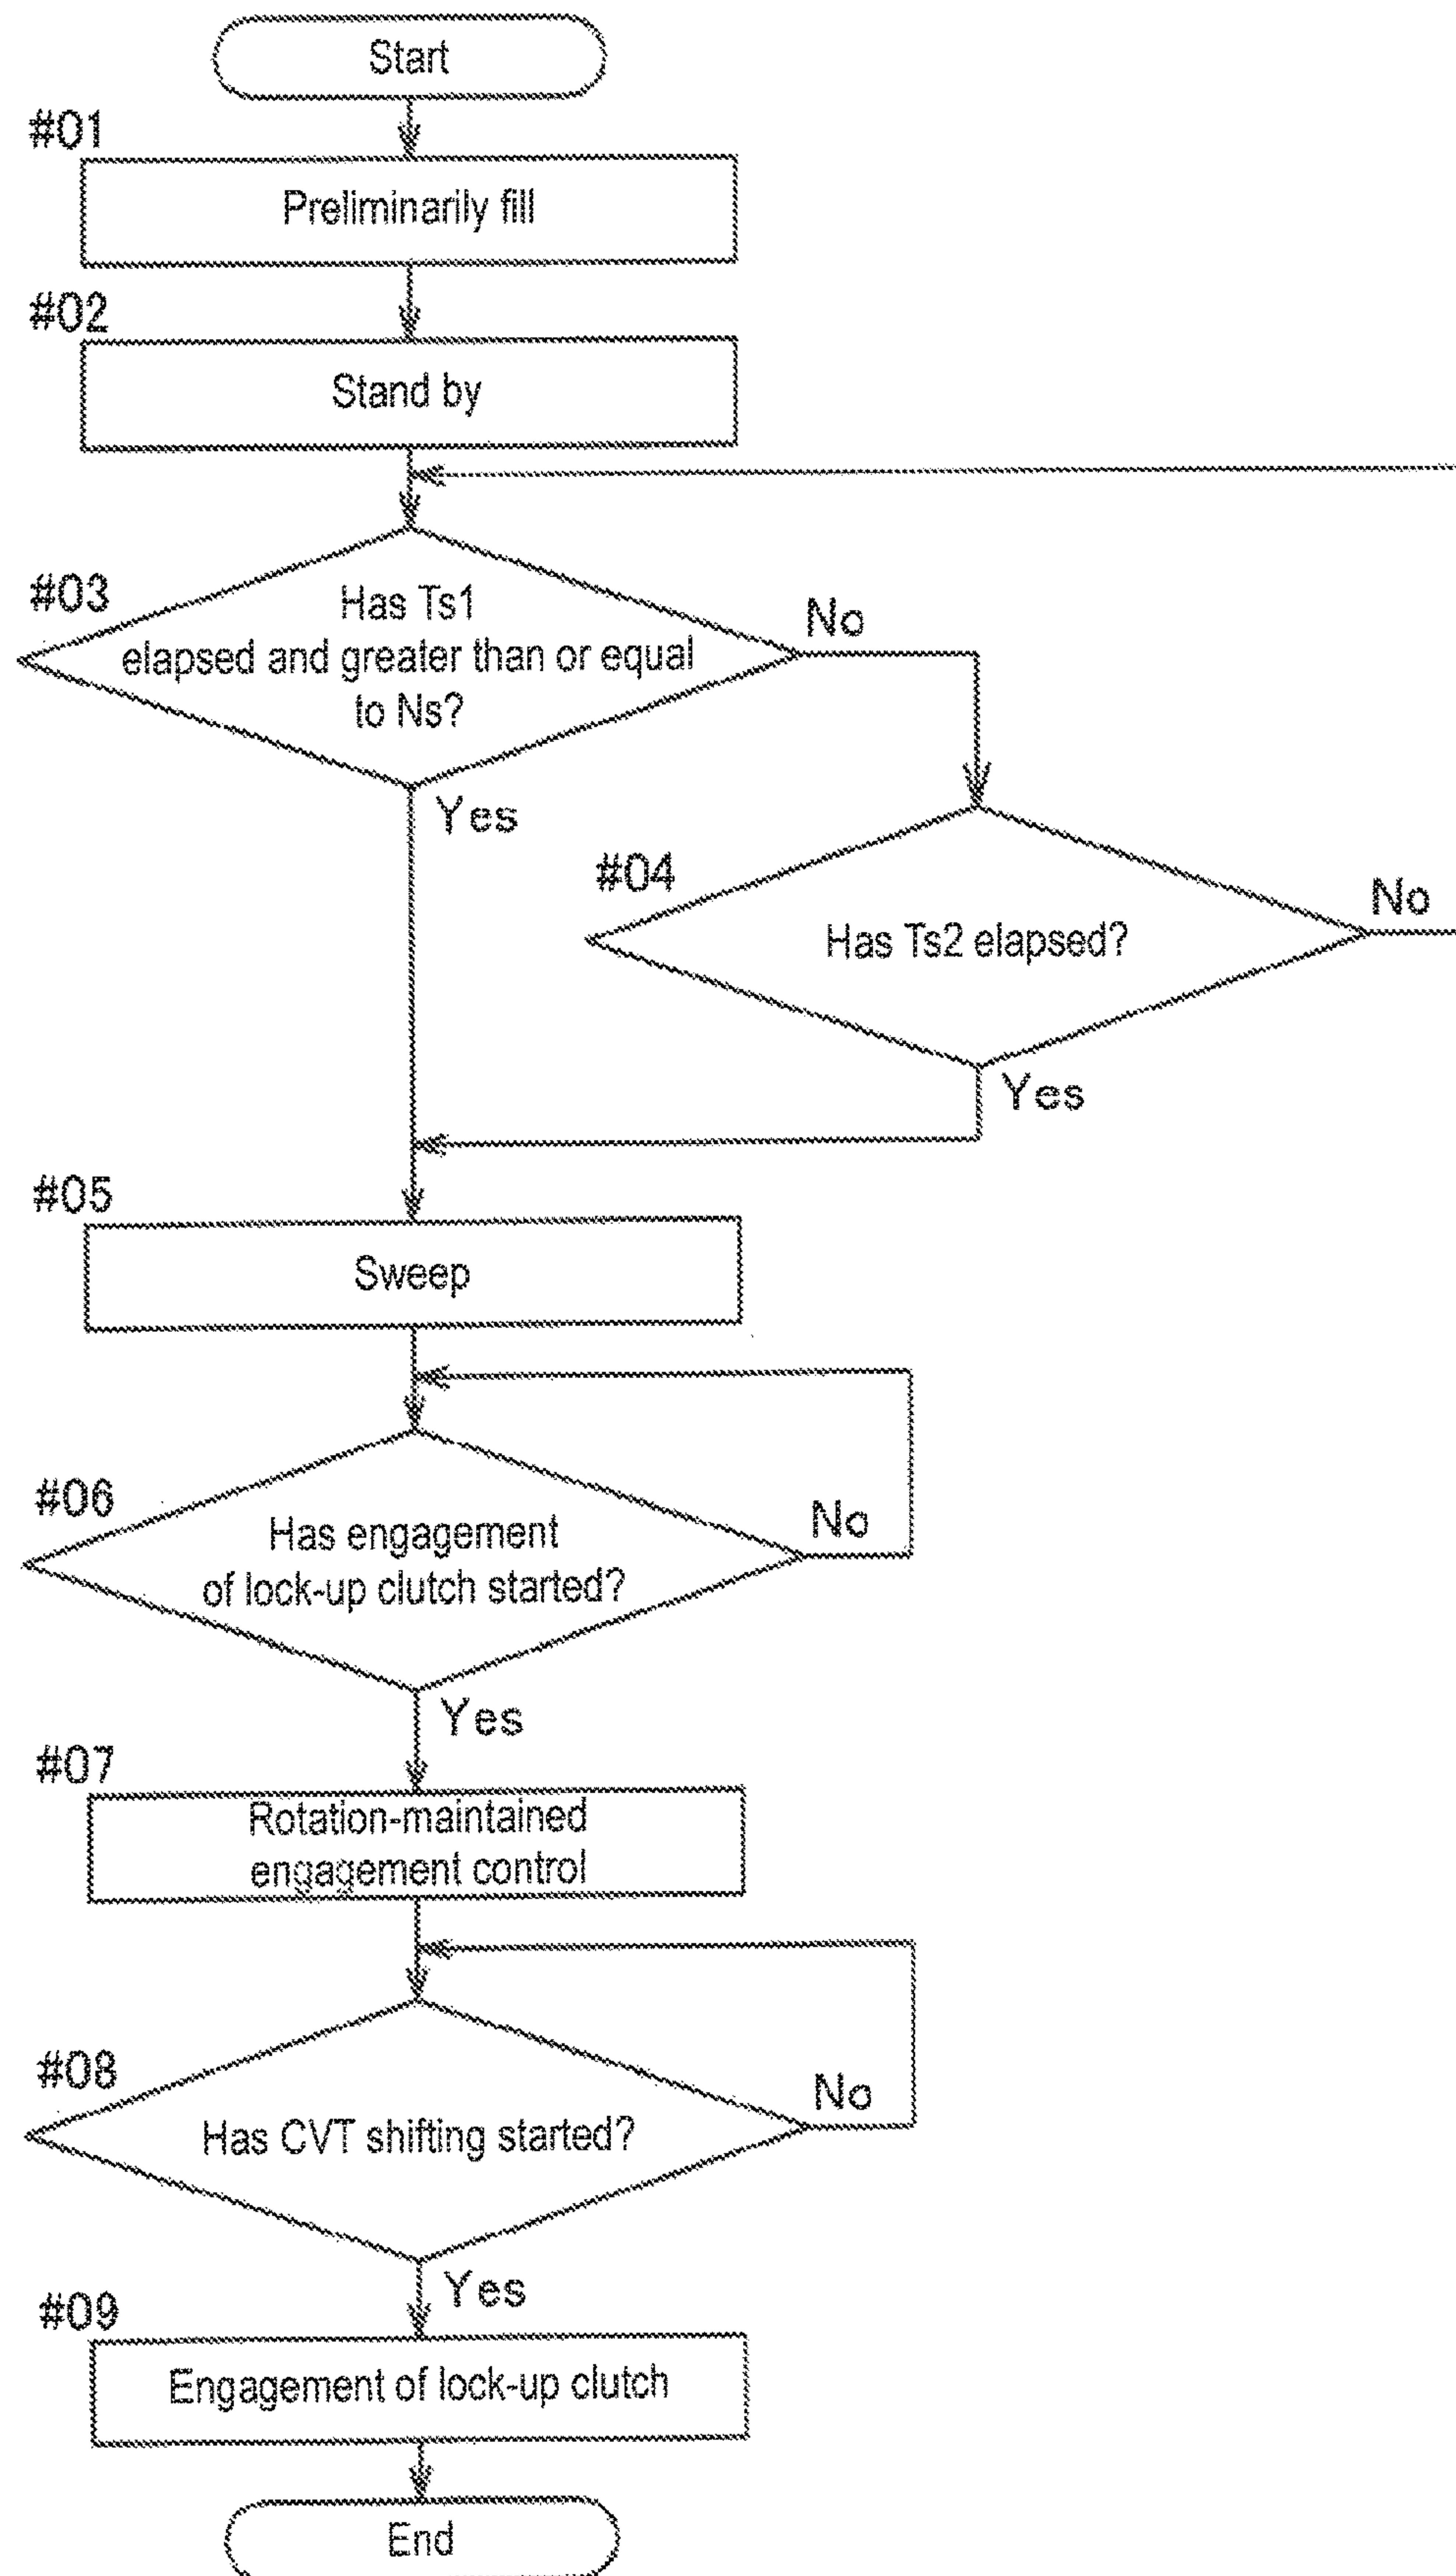 Start
#01
Preliminarily fill
#02
Stand by
#03
Has Ts1
elapsed and greater than or equal
to Ns?
No
Yes
#04
Has Ts2 elapsed?
No
Yes
#05
Sweep
#06
Has engagement
of lock-up clutch started?
No
Yes
#07
Rotation-maintained
engagement control
#08
Has CVT shifting started?
No
Yes
#09
Engagement of lock-up clutch
End